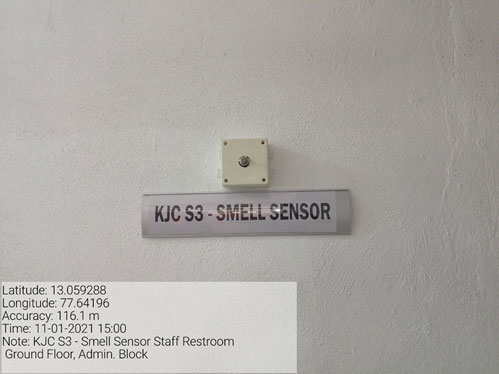 KJC S3 - SMELL SENSOR
Latitude: 13.059288
Longitude: 77.64196
Accuracy: 116.1 m
Time: 11-01-2021 15:00
Note: KJC S3 - Smell Sensor Staff Restroom
Ground Floor, Admin. Block